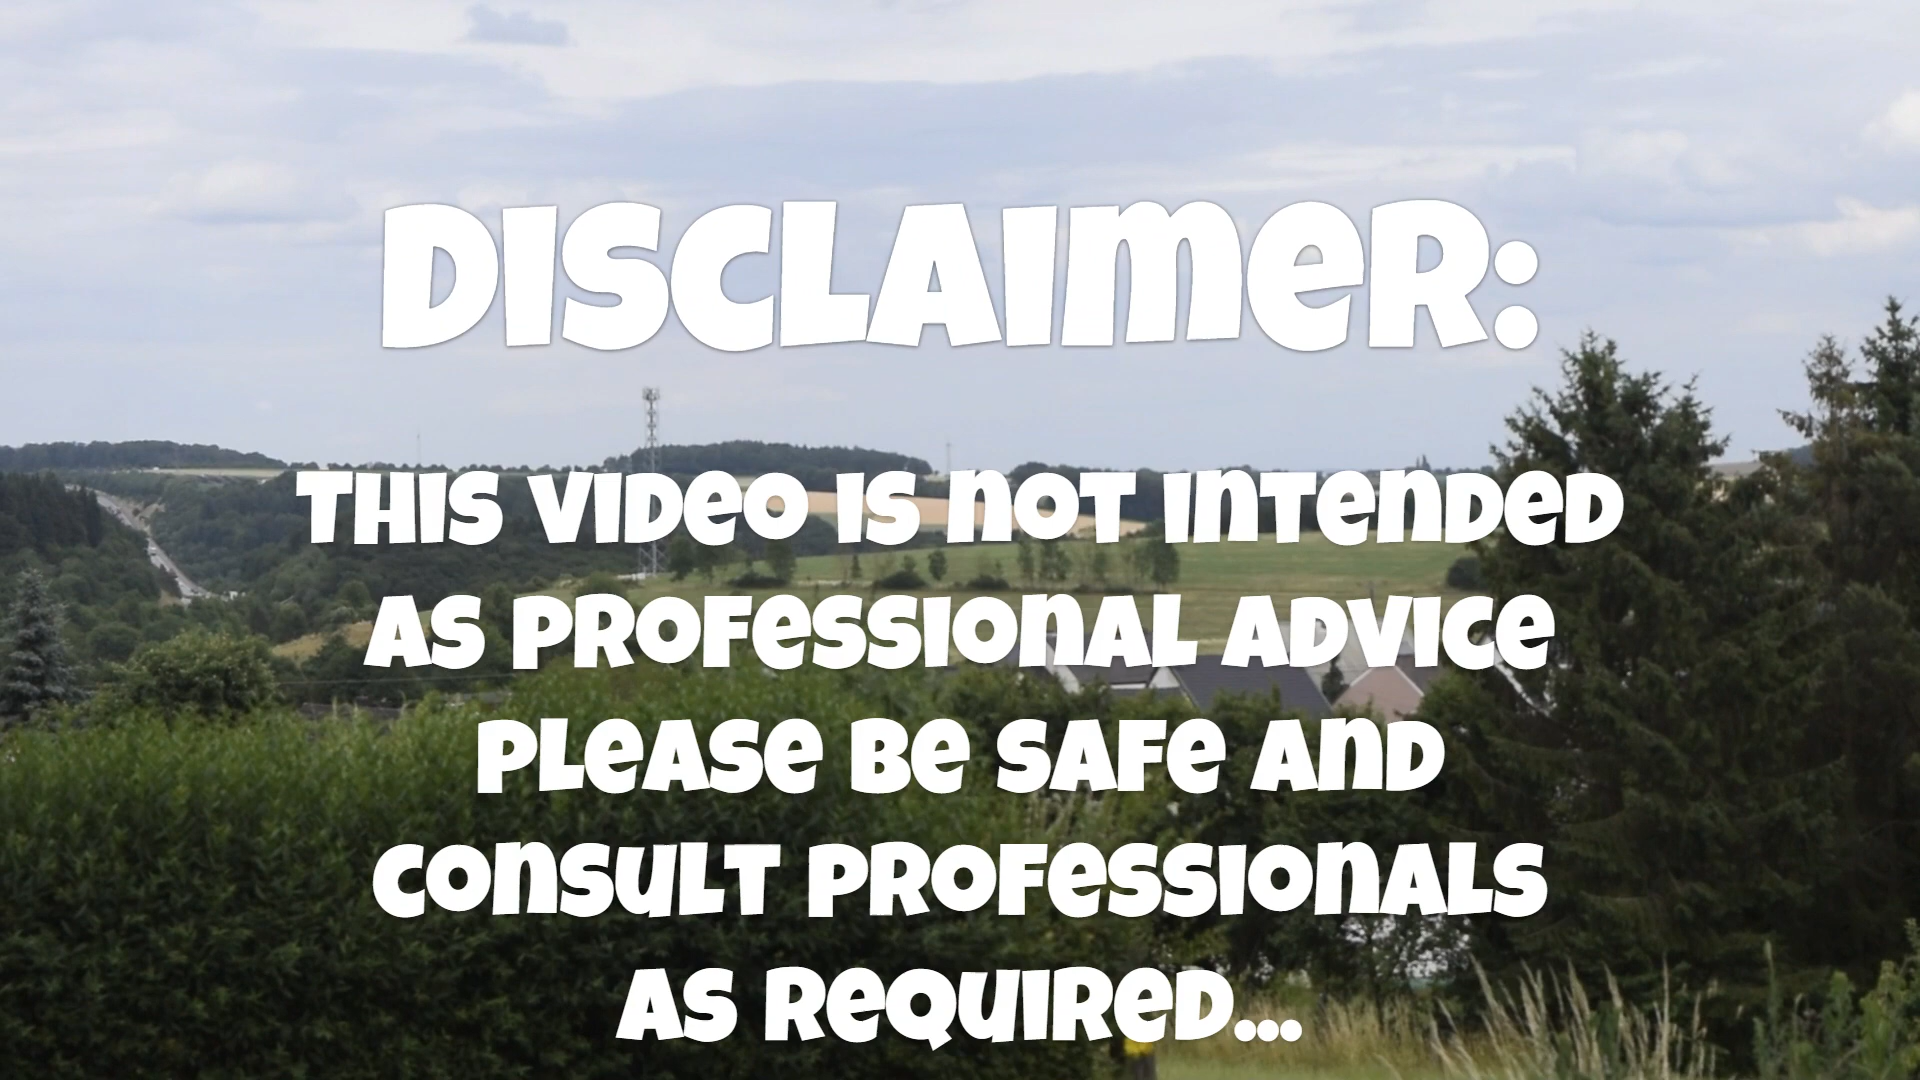 DISCLAIMER:
THIS VIDEO IS NOT INTENDED
AS PROFESSIONAL ADVICE
PLEASE BE SAFE AND
CONSULT PROFESSIONALS
AS REQUIRED...